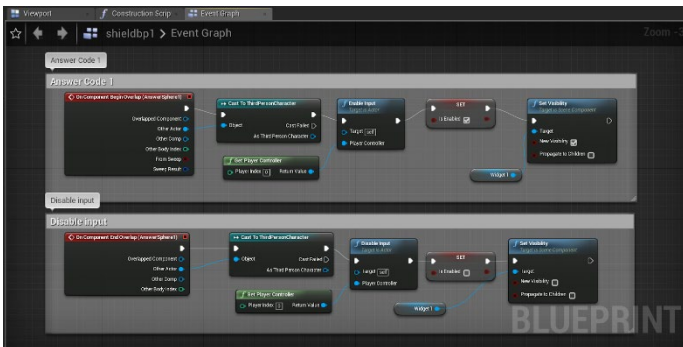 Viewport
Construction Scrip
Event Graph
shieldbp1 > Event Graph
Zoom -3
Answer Code 1
Answer Code 1
On Component Begin Overlap (AnswerSphere1)
Overlapped Component
Other Actor
Other Comp
Other Body Index
From Sweep
Sweep Result
Cast To ThirdPersonCharacter
Object
Cast Failed
As Third Person Character
Get Player Controller
Player Index 0
Return Value
Enable Input
Target is Actor
Target self
Player Controller
SET
Is Enabled
Widget 1
Set Visibility
Target is Scene Component
Target
New Visibility
Propagate to Children
Disable input
Disable input
On Component End Overlap (AnswerSphere1)
Overlapped Component
Other Actor
Other Comp
Other Body Index
Cast To ThirdPersonCharacter
Object
Cast Failed
As Third Person Character
Get Player Controller
Player Index 0
Return Value
Disable Input
Target is Actor
Target self
Player Controller
SET
Is Enabled
Widget 1
Set Visibility
Target is Scene Component
Target
New Visibility
Propagate to Children
BLUEPRINT